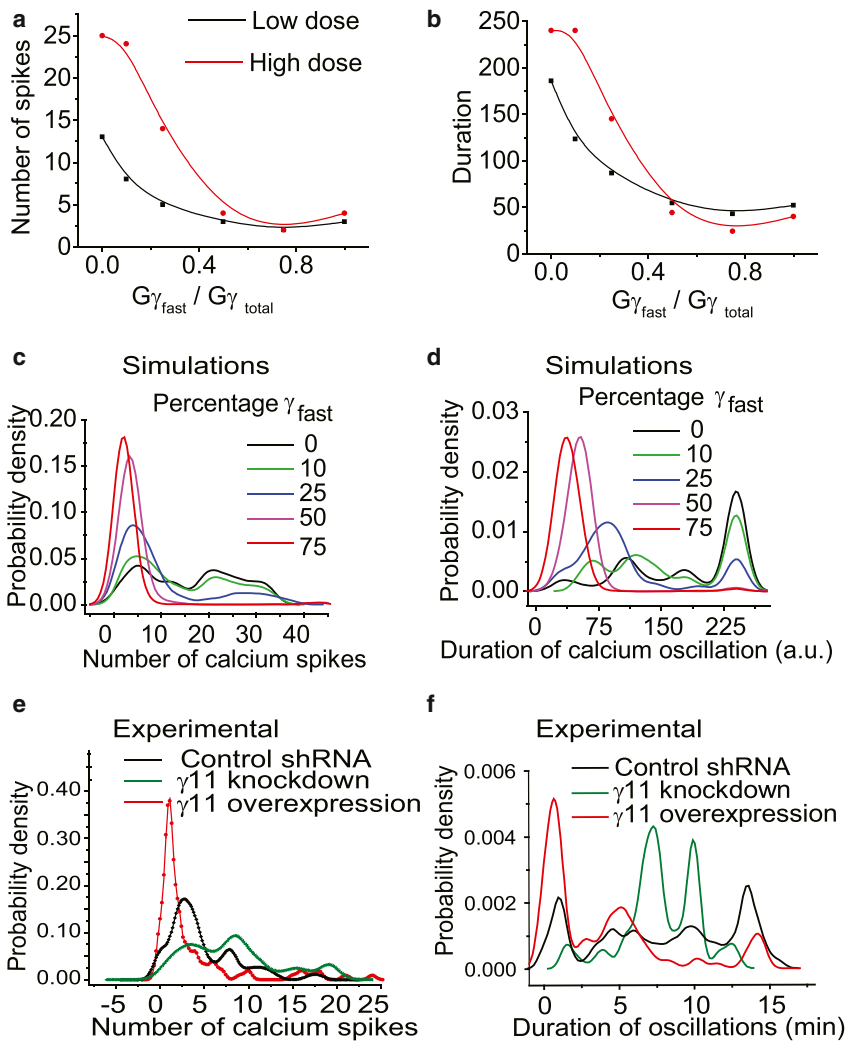 a
Low dose
High dose
Number of spikes
25
20
15
10
5
0
0.0
0.4
0.8
Gγfast / Gγ total
b
Duration
250
200
150
100
50
0
0.0
0.4
0.8
Gγfast / Gγ total
c
Simulations
Percentage γfast
0
10
25
50
75
Probability density
0.20
0.15
0.10
0.05
0.00
0
10
20
30
40
Number of calcium spikes
d
Simulations
Percentage γfast
0
10
25
50
75
Probability density
0.03
0.02
0.01
0.00
0
75
150
225
Duration of calcium oscillation (a.u.)
e
Experimental
Control shRNA
γ11 knockdown
γ11 overexpression
Probability density
0.40
0.30
0.20
0.10
0.00
-5
0
5
10
15
20
25
Number of calcium spikes
f
Experimental
Control shRNA
γ11 knockdown
γ11 overexpression
Probability density
0.006
0.004
0.002
0.000
0
5
10
15
Duration of oscillations (min)